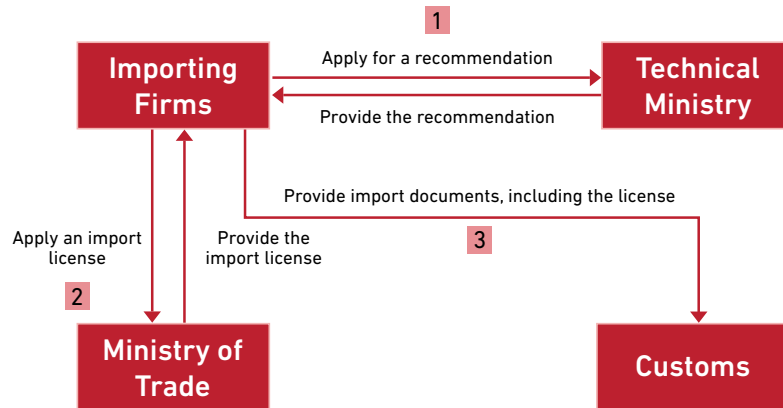 1
Importing
Firms
Apply for a recommendation
Technical
Ministry
Provide the recommendation
Provide import documents, including the license
Apply an import
license
Provide the
import license
3
2
Ministry of
Trade
Customs